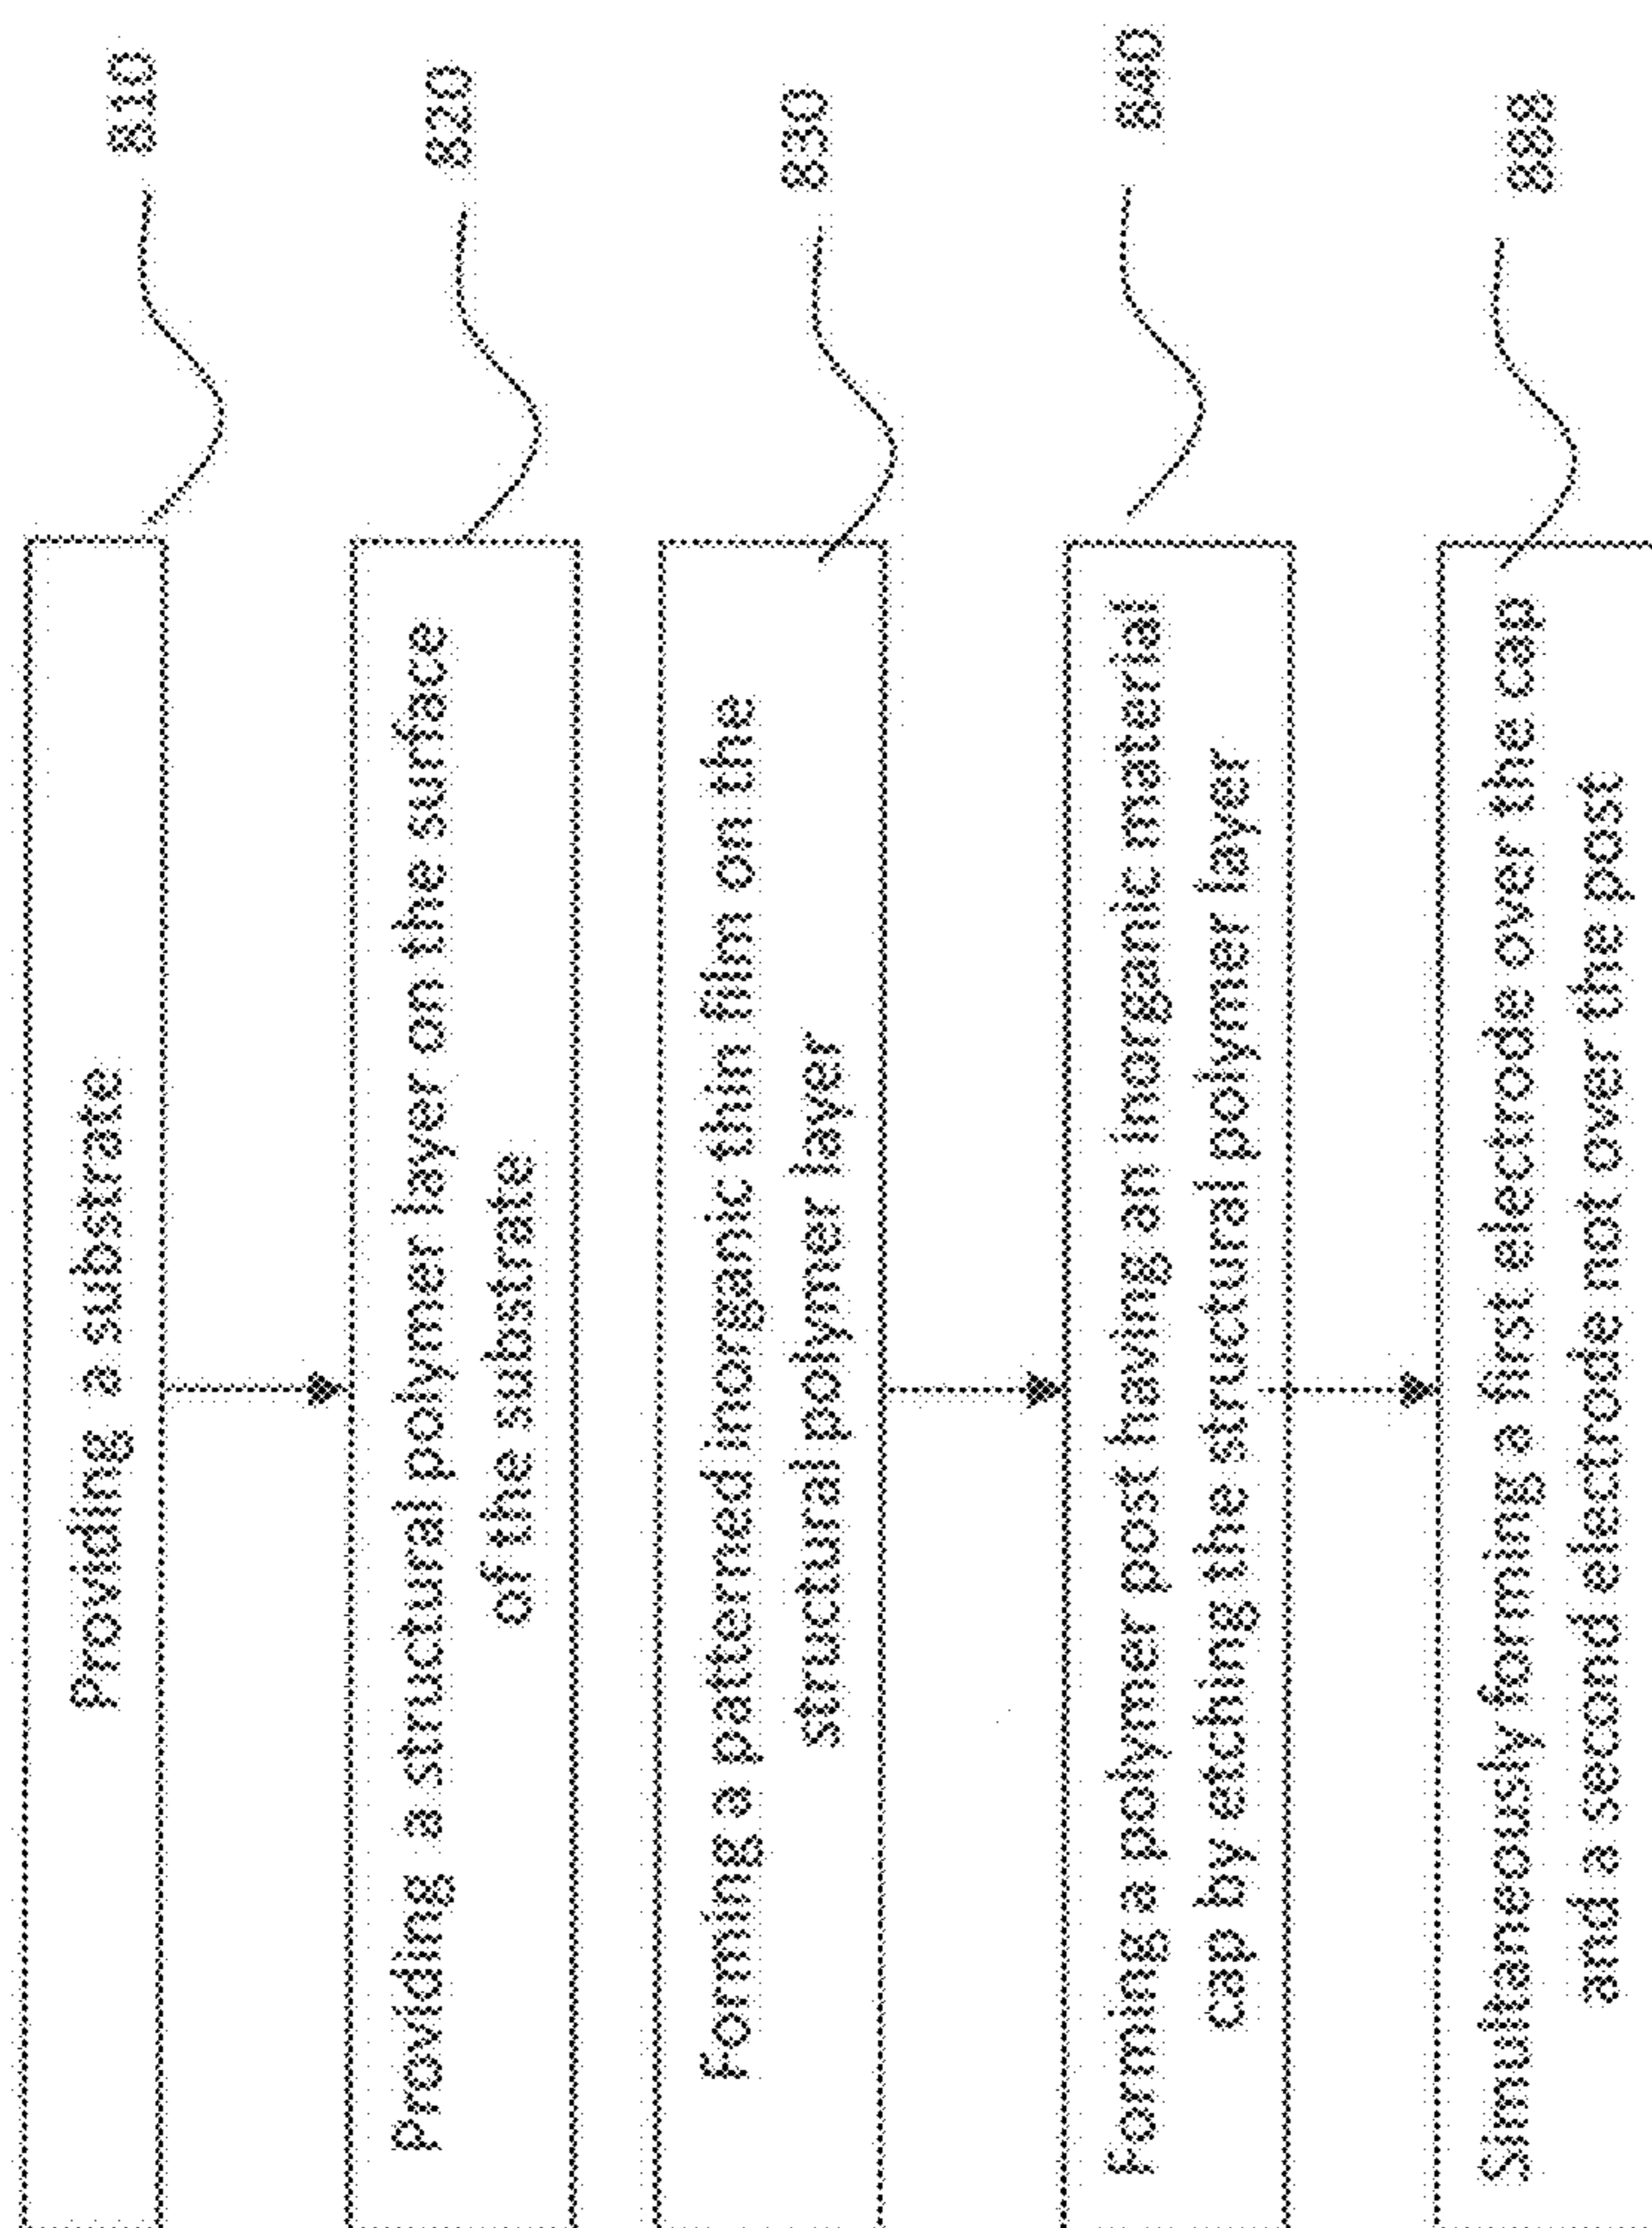 Providing a substrate
810
Providing a structural polymer layer on the surface
of the substrate
820
Forming a patterned inorganic thin film on the
structural polymer layer
830
Forming a polymer post having an inorganic material
cap by etching the structural polymer layer
840
Simultaneously forming a first electrode over the cap
and a second electrode not over the post
898